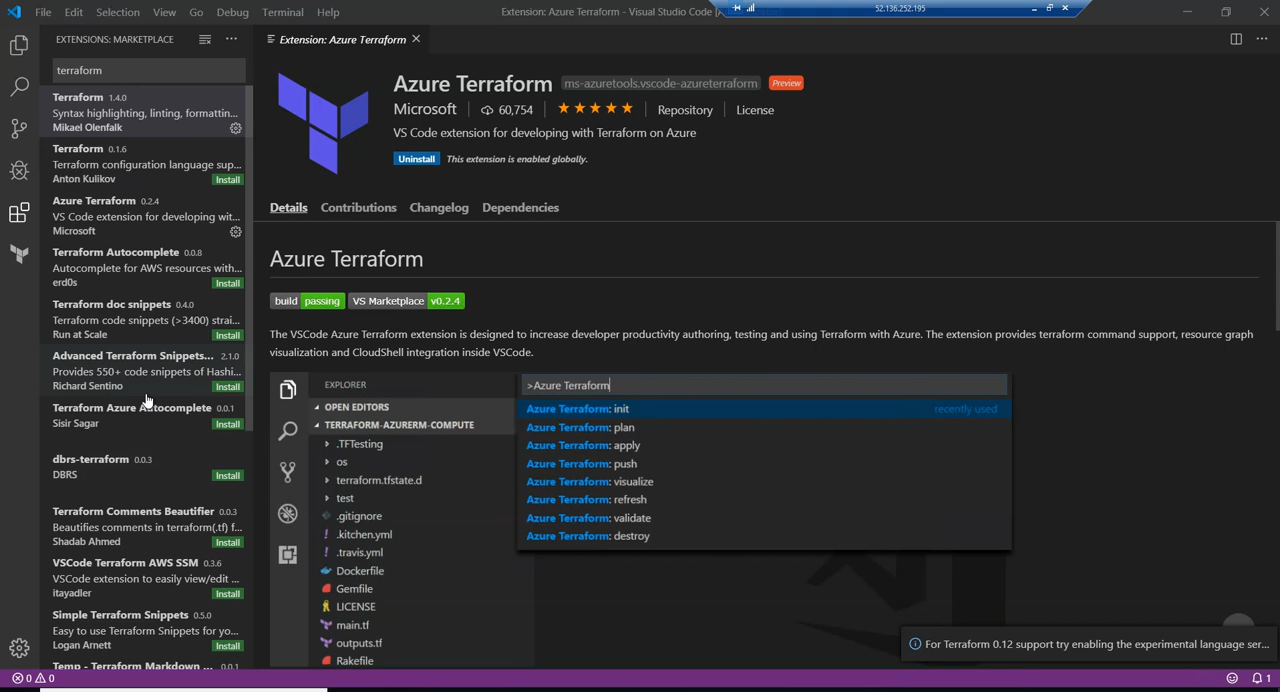 File Edit Selection View Go Debug Terminal Help
Extension: Azure Terraform - Visual Studio Code [
52.136.252.195
EXTENSIONS: MARKETPLACE
terraform
Terraform 1.4.0
Syntax highlighting, linting, formattin...
Mikael Olenfalk
Terraform 0.1.6
Terraform configuration language sup...
Anton Kulikov Install
Azure Terraform 0.2.4
VS Code extension for developing wit...
Microsoft
Terraform Autocomplete 0.0.8
Autocomplete for AWS resources with...
erd0s Install
Terraform doc snippets 0.4.0
Terraform code snippets (>3400) strai...
Run at Scale Install
Advanced Terraform Snippets... 2.1.0
Provides 550+ code snippets of Hashi...
Richard Sentino Install
Terraform Azure Autocomplete 0.0.1
Sisir Sagar Install
dbrs-terraform 0.0.3
DBRS Install
Terraform Comments Beautifier 0.0.3
Beautifies comments in terraform(.tf) f...
Shadab Ahmed Install
VSCode Terraform AWS SSM 0.3.6
VSCode extension to easily view/edit ...
itayadler Install
Simple Terraform Snippets 0.5.0
Easy to use Terraform Snippets for yo...
Logan Arnett Install
Temp - Terraform Markdown ... 0.0.1
Extension: Azure Terraform
Azure Terraform ms-azuretools.vscode-azureterraform Preview
Microsoft 60,754 Repository License
VS Code extension for developing with Terraform on Azure
Uninstall This extension is enabled globally.
Details Contributions Changelog Dependencies
Azure Terraform
build passing VS Marketplace v0.2.4
The VSCode Azure Terraform extension is designed to increase developer productivity authoring, testing and using Terraform with Azure. The extension provides terraform command support, resource graph
visualization and CloudShell integration inside VSCode.
EXPLORER
OPEN EDITORS
TERRAFORM-AZURERM-COMPUTE
.TFTesting
os
terraform.tfstate.d
test
.gitignore
.kitchen.yml
.travis.yml
Dockerfile
Gemfile
LICENSE
main.tf
outputs.tf
Rakefile
>Azure Terraform
Azure Terraform: init recently used
Azure Terraform: plan
Azure Terraform: apply
Azure Terraform: push
Azure Terraform: visualize
Azure Terraform: refresh
Azure Terraform: validate
Azure Terraform: destroy
For Terraform 0.12 support try enabling the experimental language ser...
0 0
1